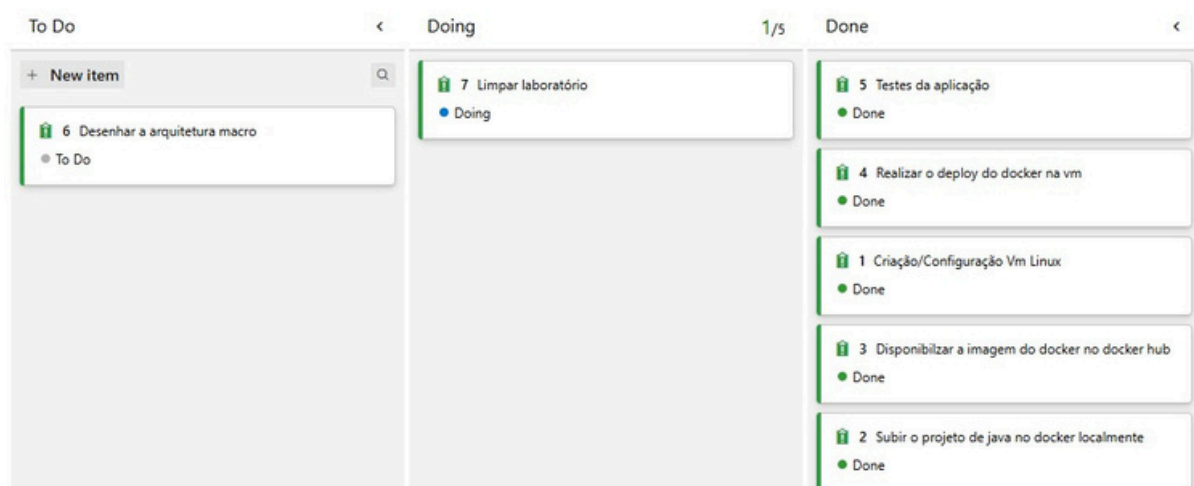 To Do
+ New item
6 Desenhar a arquitetura macro
To Do
Doing 1/5
7 Limpar laboratório
Doing
Done
5 Testes da aplicação
Done
4 Realizar o deploy do docker na vm
Done
1 Criação/Configuração Vm Linux
Done
3 Disponibilzar a imagem do docker no docker hub
Done
2 Subir o projeto de java no docker localmente
Done